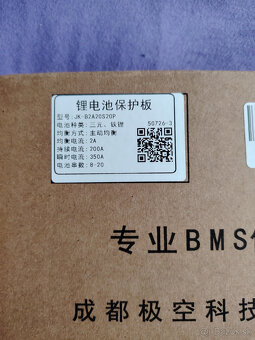 锂电池保护板
型号: JK-B2A20S20P
电池种类: 三元、铁锂 50726-3
均衡方式: 主动均衡
均衡电流: 2A
持续电流: 200A
瞬时电流: 350A
电池串数: 8-20
专业BMS
成都极空科技